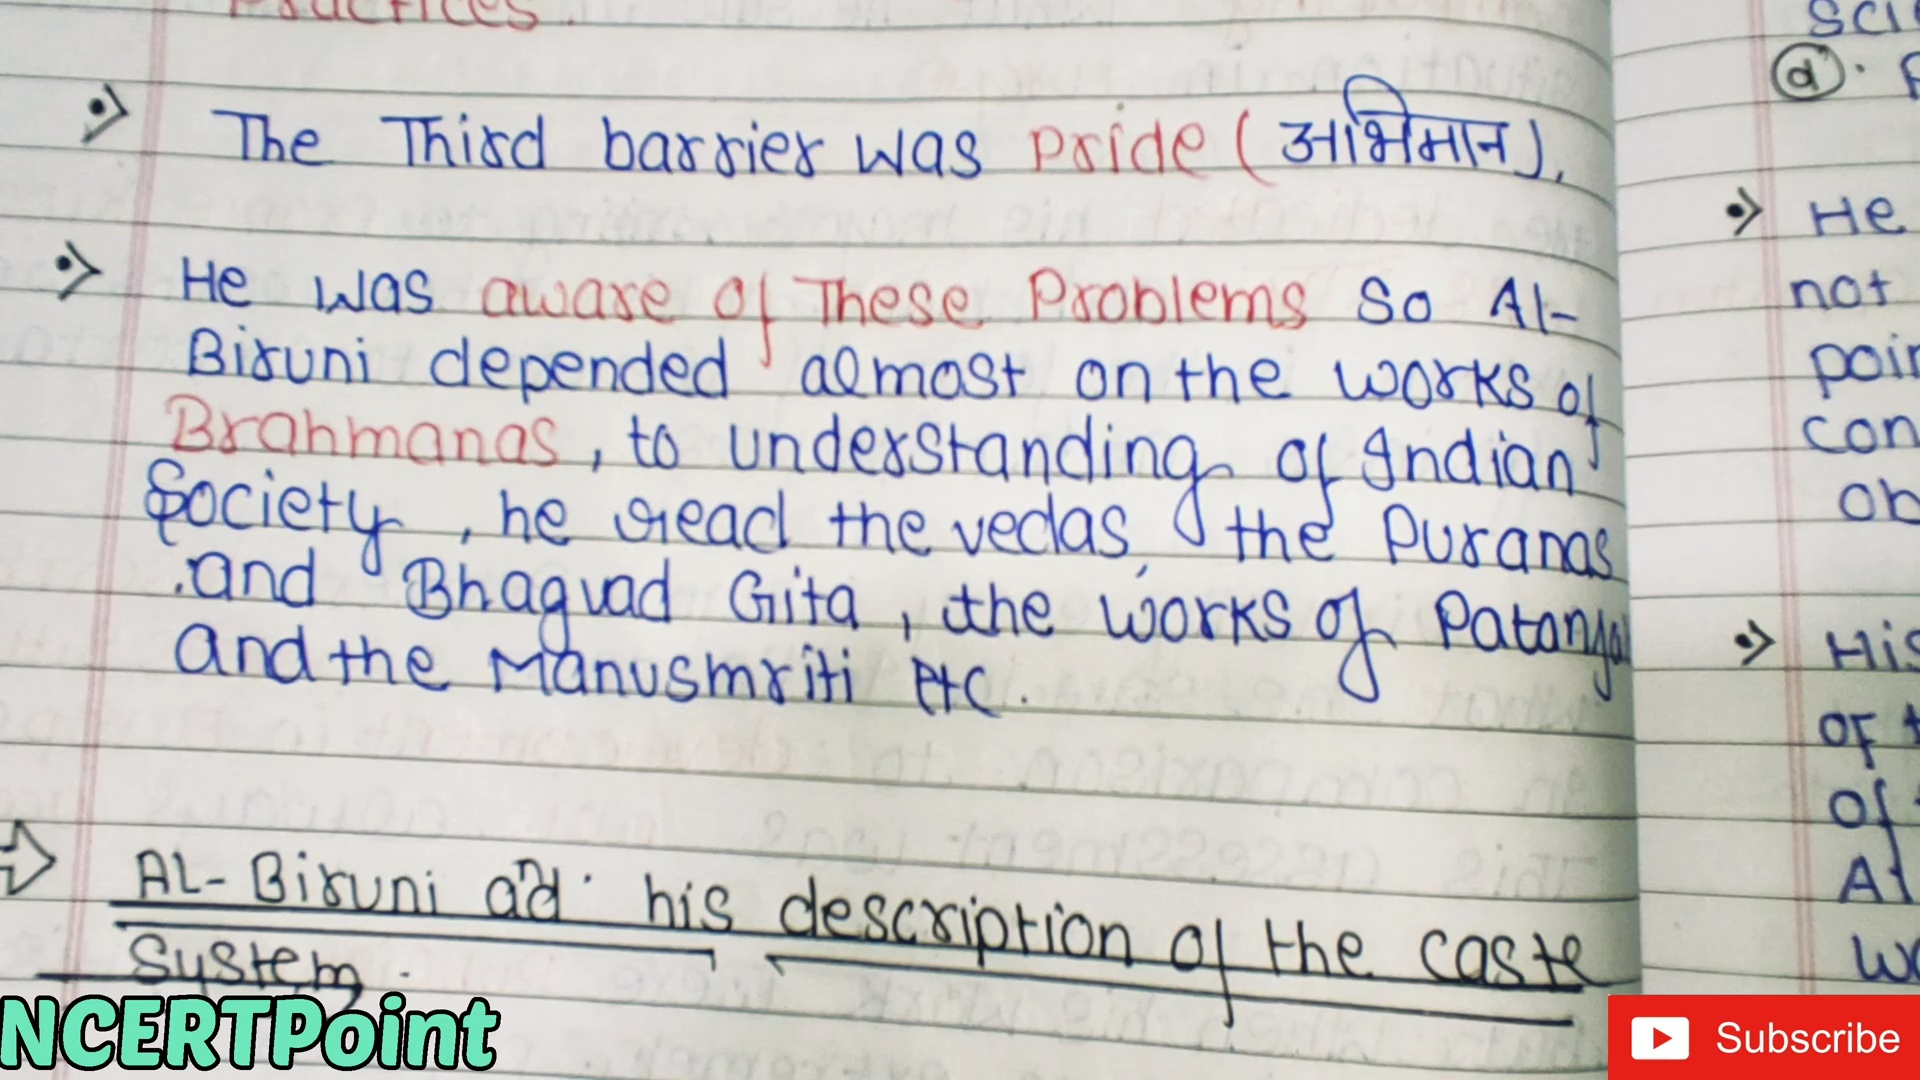 Practices.
The Third barrier was Pride (अभिमान).
He was aware of These Problems So Al-
Biruni depended almost on the works of
Brahmanas, to understanding of Indian
Society, he read the vedas, the Puranas
and Bhagvad Gita, the works of Patanjali
and the Manusmriti etc.
AL-Biruni and his description of the caste
System.
(d).
He
not
His
OF
Of
NCERTPoint
Subscribe